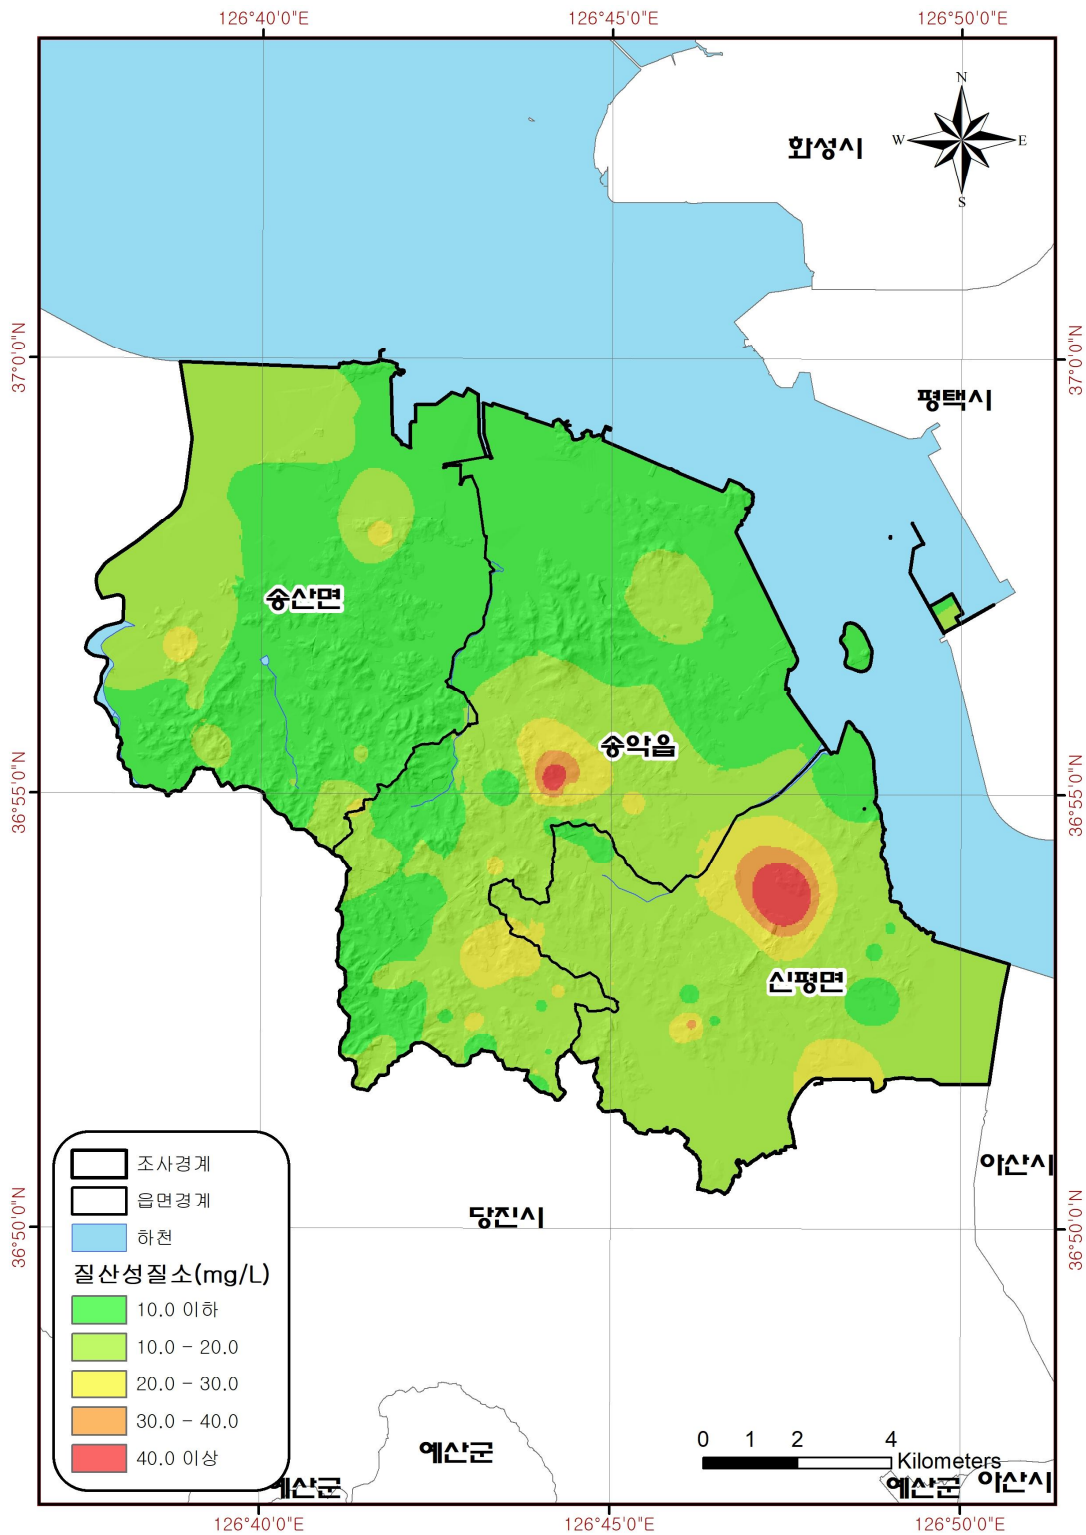 126°40'0"E
126°45'0"E
126°50'0"E
N
W
E
S
화성시
37°0'0"N
37°0'0"N
평택시
송산면
송악읍
36°55'0"N
36°55'0"N
신평면
아산시
당진시
36°50'0"N
36°50'0"N
조사경계
읍면경계
하천
질산성질소(mg/L)
10.0 이하
10.0 - 20.0
20.0 - 30.0
30.0 - 40.0
40.0 이상
0 1 2 4
Kilometers
예산군
예산군
예산군
아산시
126°40'0"E
126°45'0"E
126°50'0"E